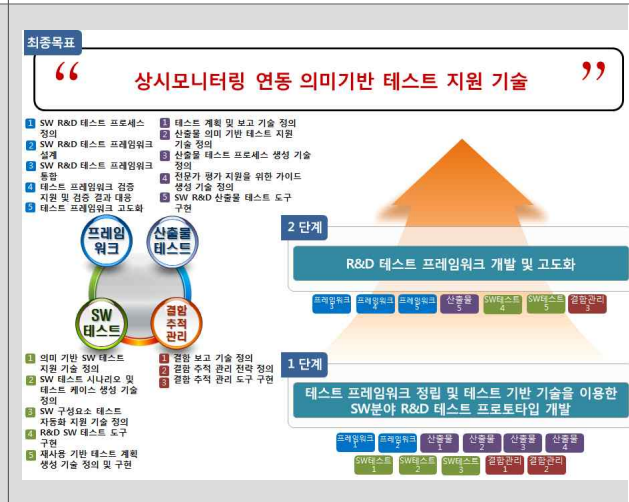 최종목표
“ 상시모니터링 연동 의미기반 테스트 지원 기술 ”
1 SW R&D 테스트 프로세스
정의
2 SW R&D 테스트 프레임워크
설계
3 SW R&D 테스트 프레임워크
통합
4 테스트 프레임워크 검증
지원 및 검증 결과 대응
5 테스트 프레임워크 고도화
1 테스트 계획 및 보고 기술 정의
2 산출물 의미 기반 테스트 지원
기술 정의
3 산출물 테스트 프로세스 생성 기술
정의
4 전문가 평가 지원을 위한 가이드
생성 기술 정의
5 SW R&D 산출물 테스트 도구
구현
프레임
워크
산출물
테스트
SW
테스트
결함
추적
관리
1 의미 기반 SW 테스트
지원 기술 정의
2 SW 테스트 시나리오 및
테스트 케이스 생성 기술
정의
3 SW 구성요소 테스트
자동화 지원 기술 정의
4 R&D SW 테스트 도구
구현
5 재사용 기반 테스트 계획
생성 기술 정의 및 구현
1 결함 보고 기술 정의
2 결함 추적 관리 전략 정의
3 결함 추적 관리 도구 구현
2 단계
R&D 테스트 프레임워크 개발 및 고도화
프레임워크 3
프레임워크 4
프레임워크 5
산출물 5
SW테스트 4
SW테스트 5
결함관리 3
1 단계
테스트 프레임워크 정립 및 테스트 기반 기술을 이용한
SW분야 R&D 테스트 프로토타입 개발
프레임워크 1
프레임워크 2
산출물 1
산출물 2
산출물 3
산출물 4
SW테스트 1
SW테스트 2
SW테스트 3
결함관리 1
결함관리 2